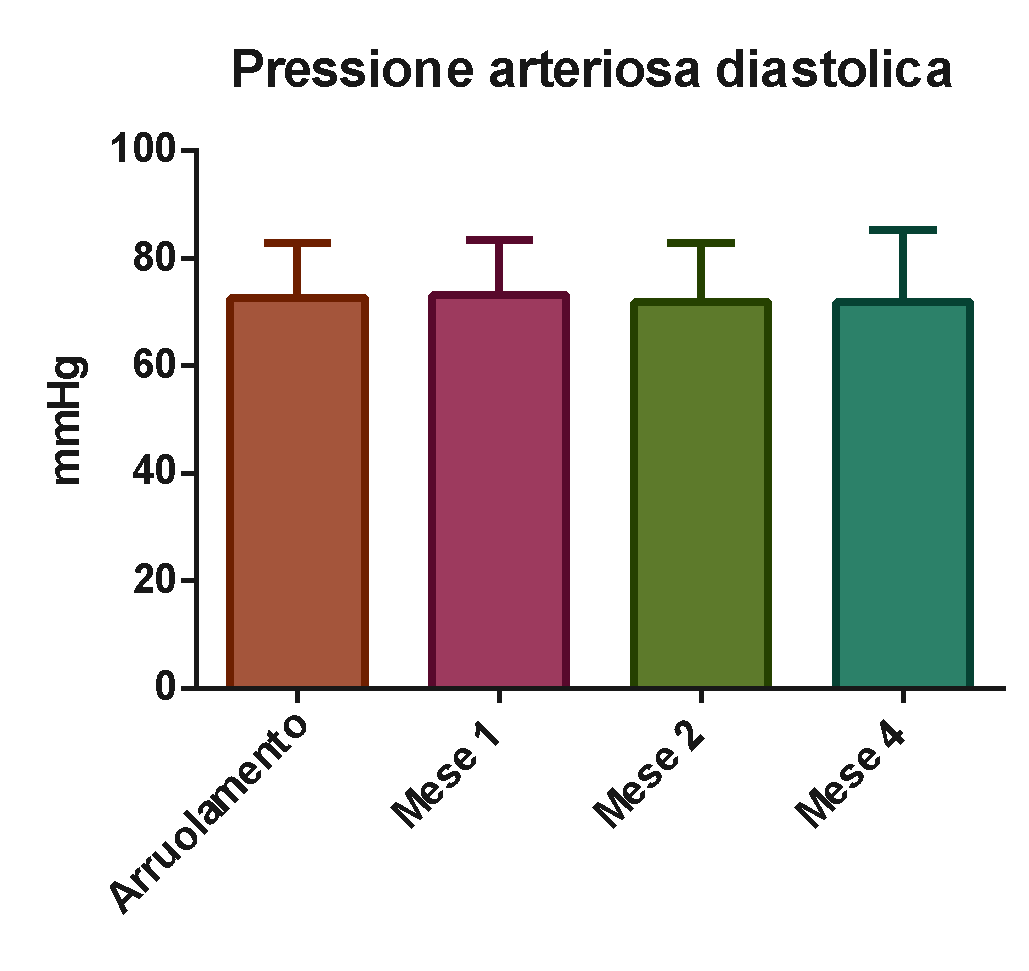 Pressione arteriosa diastolica
100
80
60
40
20
0
mmHg
Arruolamento
Mese 1
Mese 2
Mese 4